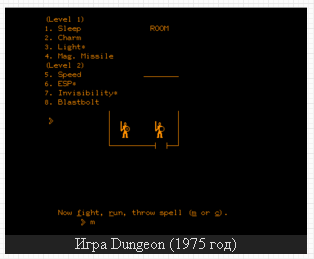 (Level 1)
1. Sleep
ROOM
2. Charm
3. Light*
4. Mag. Missile
(Level 2)
5. Speed
6. ESP*
7. Invisibility*
8. Blastbolt
>
Now fight, run, throw spell (m or c).
> m
Игра Dungeon (1975 год)